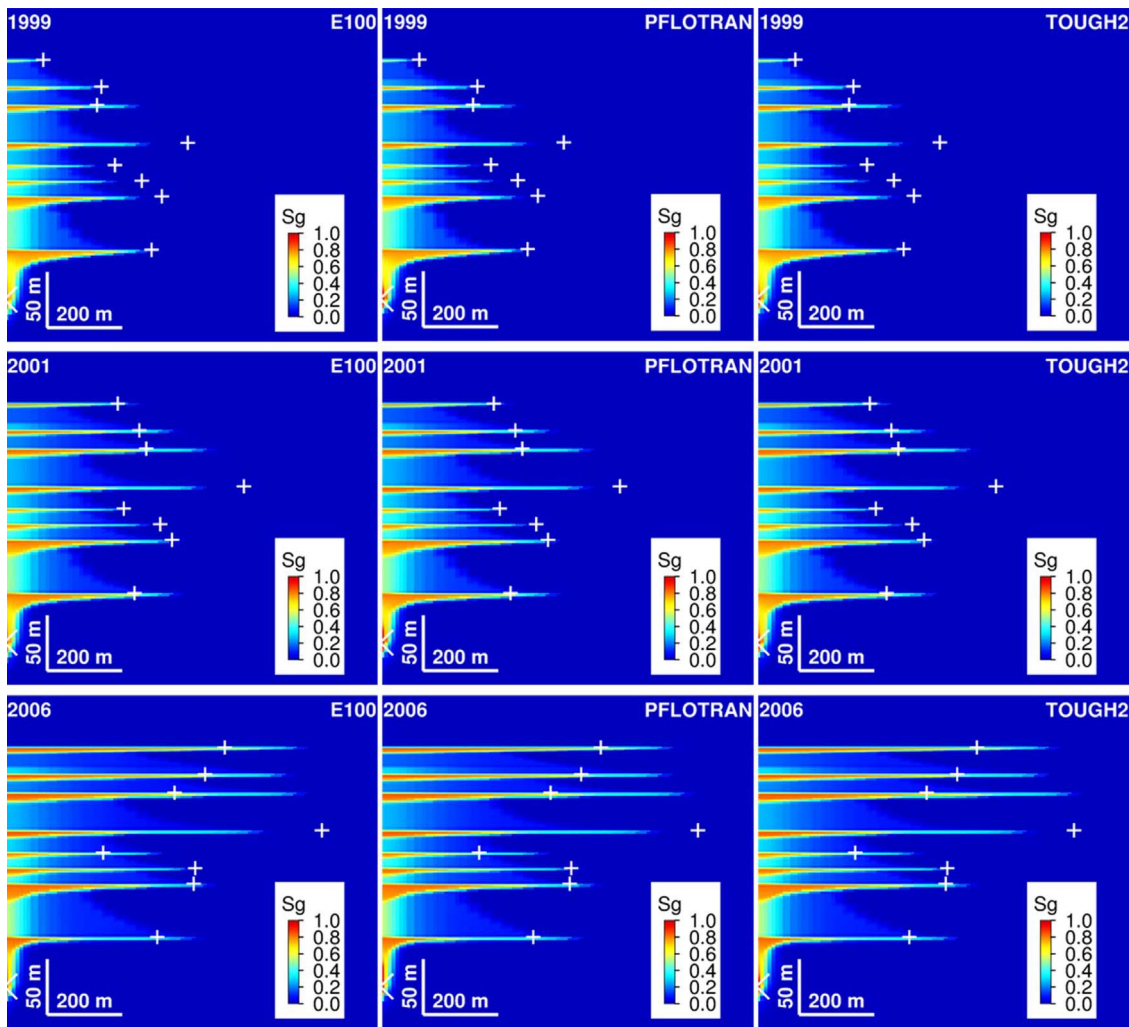 1999 E100
Sg
1.0
0.8
0.6
0.4
0.2
0.0
50 m
200 m
1999 PFLOTRAN
Sg
1.0
0.8
0.6
0.4
0.2
0.0
50 m
200 m
1999 TOUGH2
Sg
1.0
0.8
0.6
0.4
0.2
0.0
50 m
200 m
2001 E100
Sg
1.0
0.8
0.6
0.4
0.2
0.0
50 m
200 m
2001 PFLOTRAN
Sg
1.0
0.8
0.6
0.4
0.2
0.0
50 m
200 m
2001 TOUGH2
Sg
1.0
0.8
0.6
0.4
0.2
0.0
50 m
200 m
2006 E100
Sg
1.0
0.8
0.6
0.4
0.2
0.0
50 m
200 m
2006 PFLOTRAN
Sg
1.0
0.8
0.6
0.4
0.2
0.0
50 m
200 m
2006 TOUGH2
Sg
1.0
0.8
0.6
0.4
0.2
0.0
50 m
200 m